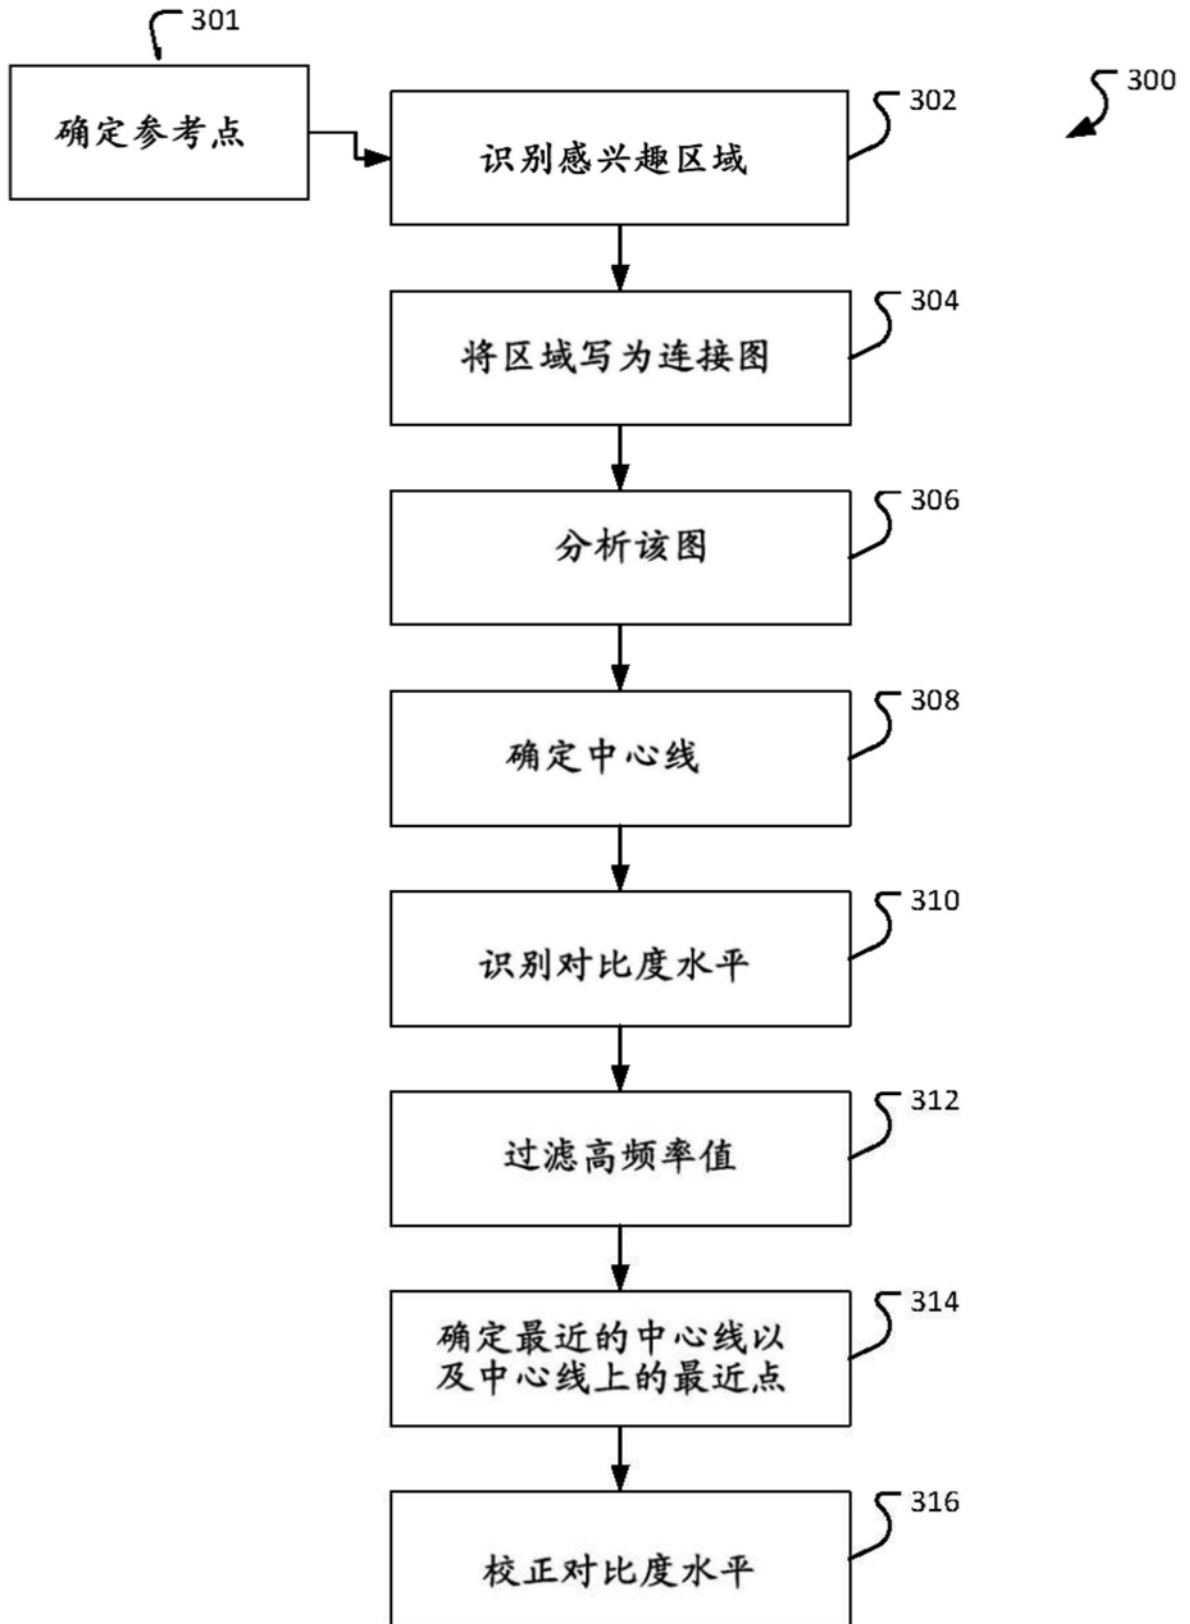 301
300
确定参考点
302
识别感兴趣区域
304
将区域写为连接图
306
分析该图
308
确定中心线
310
识别对比度水平
312
过滤高频率值
314
确定最近的中心线以
及中心线上的最近点
316
校正对比度水平